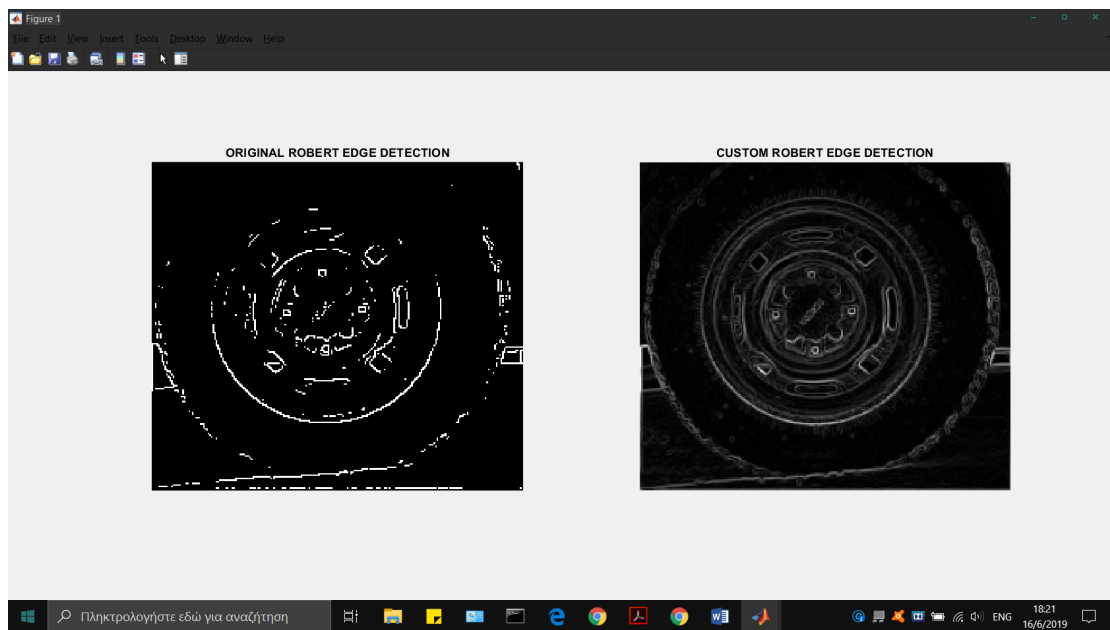 Figure 1
File Edit View Insert Tools Desktop Window Help
ORIGINAL ROBERT EDGE DETECTION
CUSTOM ROBERT EDGE DETECTION
Πληκτρολογήστε εδώ για αναζήτηση
ENG
18:21
16/6/2019